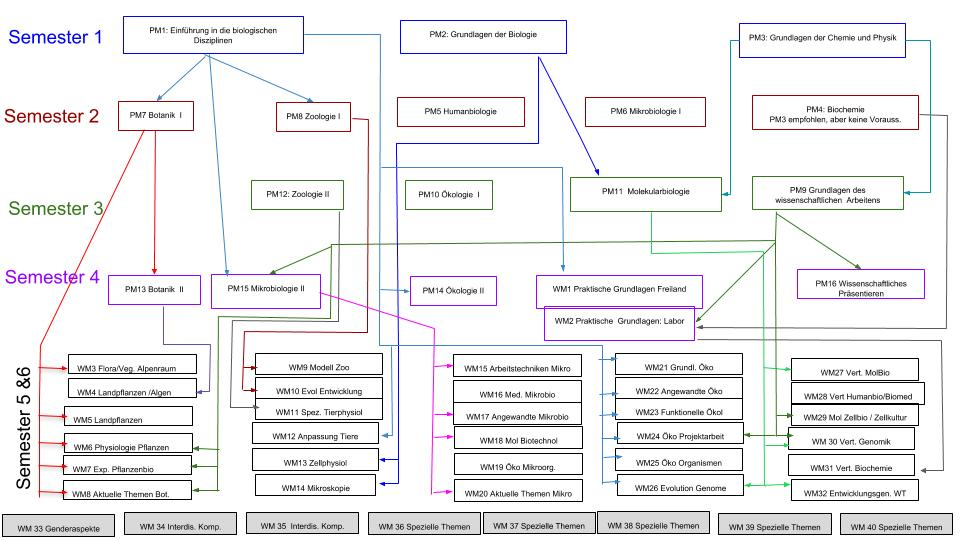 Semester 1
PM1: Einführung in die biologischen
Disziplinen
PM2: Grundlagen der Biologie
PM3: Grundlagen der Chemie und Physik
Semester 2
PM7 Botanik I
PM8 Zoologie I
PM5 Humanbiologie
PM6 Mikrobiologie I
PM4: Biochemie
PM3 empfohlen, aber keine Vorauss.
Semester 3
PM12: Zoologie II
PM10 Ökologie I
PM11 Molekularbiologie
PM9 Grundlagen des
wissenschaftlichen Arbeitens
Semester 4
PM13 Botanik II
PM15 Mikrobiologie II
PM14 Ökologie II
WM1 Praktische Grundlagen Freiland
WM2 Praktische Grundlagen: Labor
PM16 Wissenschaftliches
Präsentieren
Semester 5 &6
WM3 Flora/Veg. Alpenraum
WM4 Landpflanzen /Algen
WM5 Landpflanzen
WM6 Physiologie Pflanzen
WM7 Exp. Pflanzenbio
WM8 Aktuelle Themen Bot.
WM9 Modell Zoo
WM10 Evol Entwicklung
WM11 Spez. Tierphysiol
WM12 Anpassung Tiere
WM13 Zellphysiol
WM14 Mikroskopie
WM15 Arbeitstechniken Mikro
WM16 Med. Mikrobio
WM17 Angewandte Mikrobio
WM18 Mol Biotechnol
WM19 Öko Mikroorg.
WM20 Aktuelle Themen Mikro
WM21 Grundl. Öko
WM22 Angewandte Öko
WM23 Funktionelle Ökol
WM24 Öko Projektarbeit
WM25 Öko Organismen
WM26 Evolution Genome
WM27 Vert. MolBio
WM28 Vert Humanbio/Biomed
WM29 Mol Zellbio / Zellkultur
WM 30 Vert. Genomik
WM31 Vert. Biochemie
WM32 Entwicklungsgen. WT
WM 33 Genderaspekte
WM 34 Interdis. Komp.
WM 35 Interdis. Komp.
WM 36 Spezielle Themen
WM 37 Spezielle Themen
WM 38 Spezielle Themen
WM 39 Spezielle Themen
WM 40 Spezielle Themen